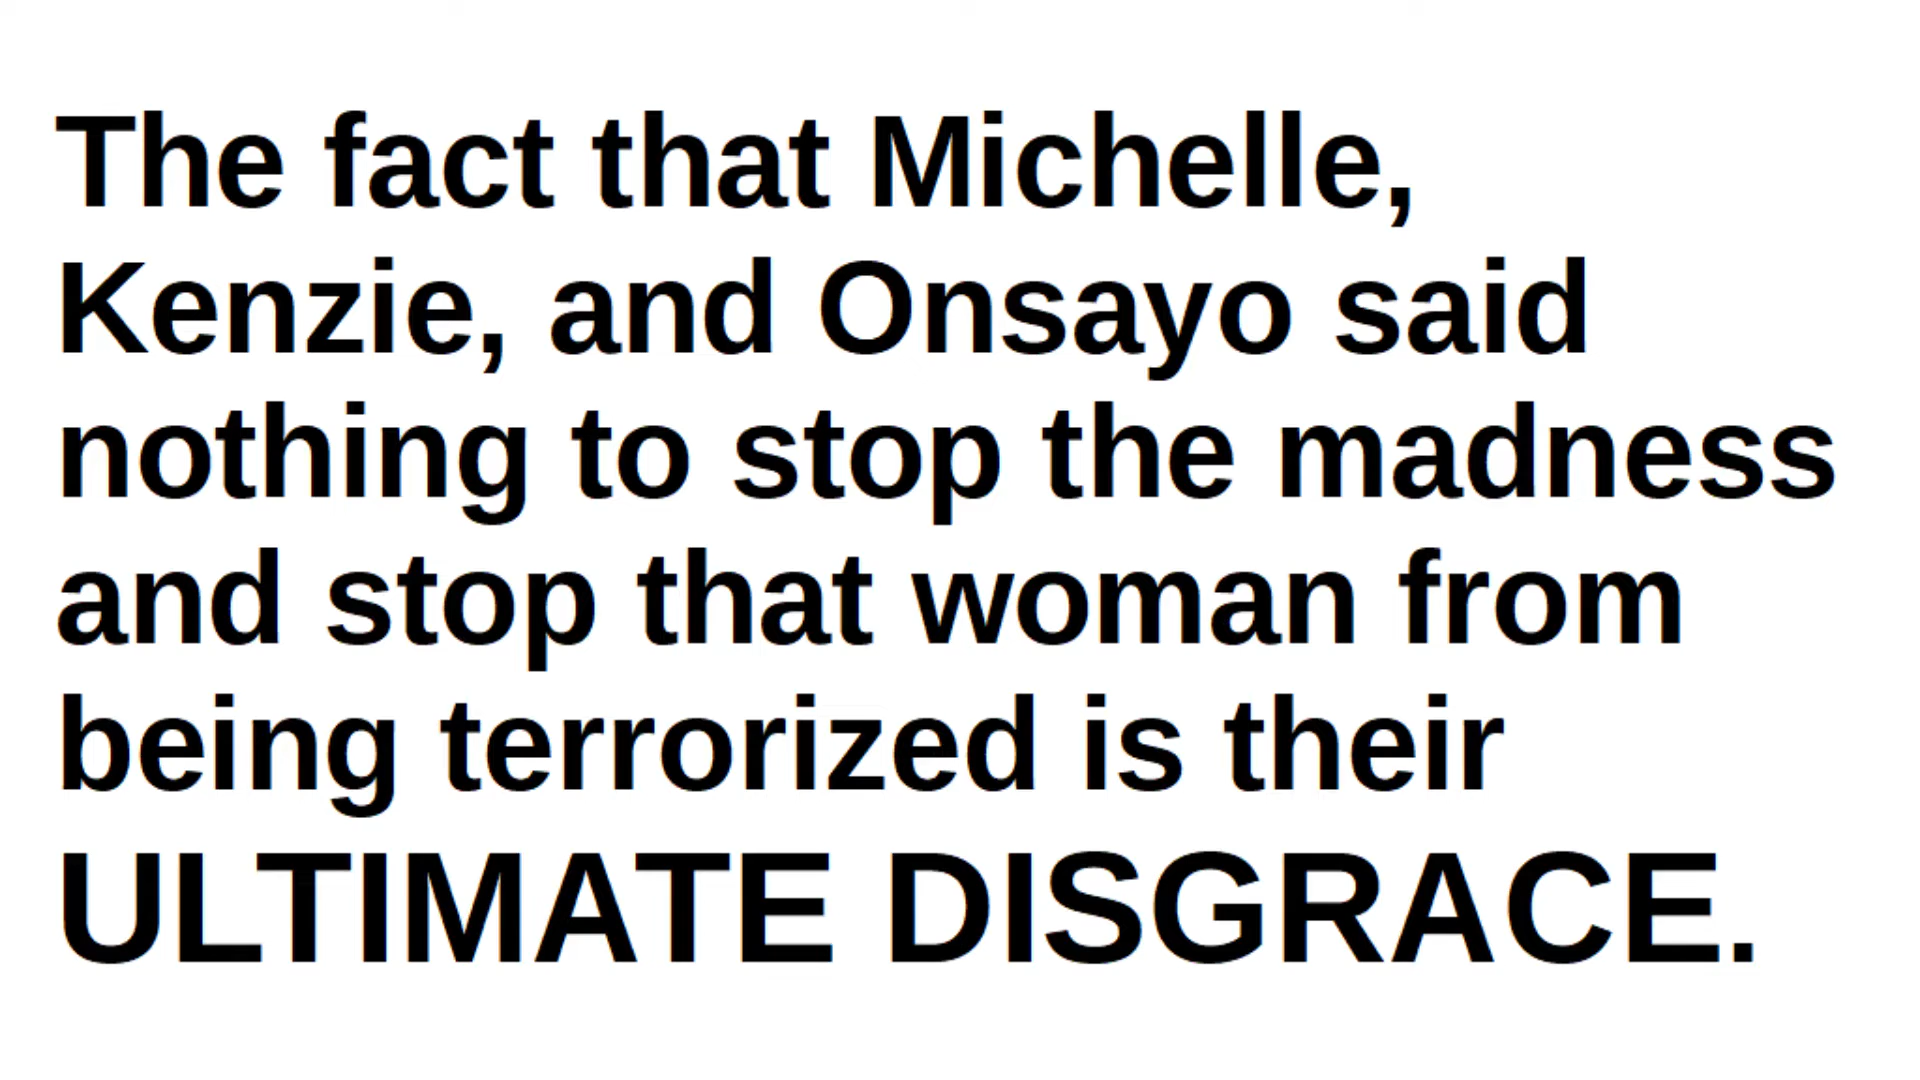 The fact that Michelle,
Kenzie, and Onsayo said
nothing to stop the madness
and stop that woman from
being terrorized is their
ULTIMATE DISGRACE.